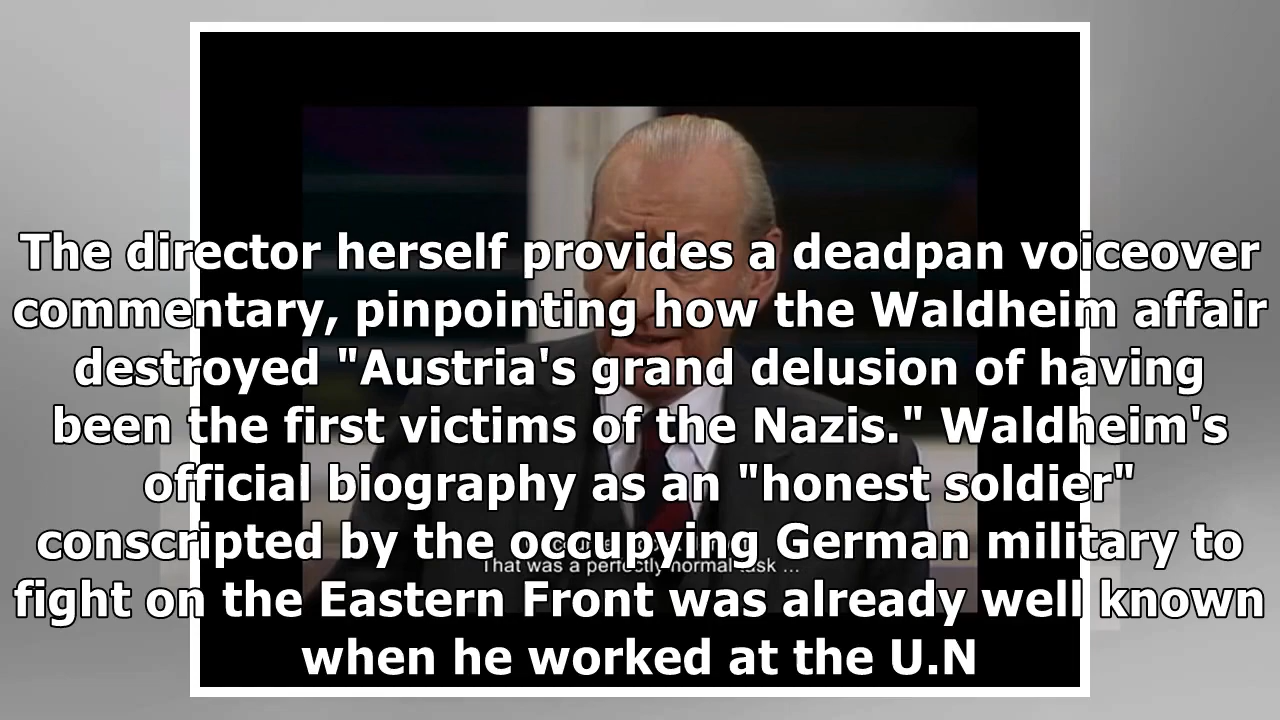 The director herself provides a deadpan voiceover
commentary, pinpointing how the Waldheim affair
destroyed "Austria's grand delusion of having
been the first victims of the Nazis." Waldheim's
official biography as an "honest soldier"
conscripted by the occupying German military to
That was a perfectly normal task ...
fight on the Eastern Front was already well known
when he worked at the U.N